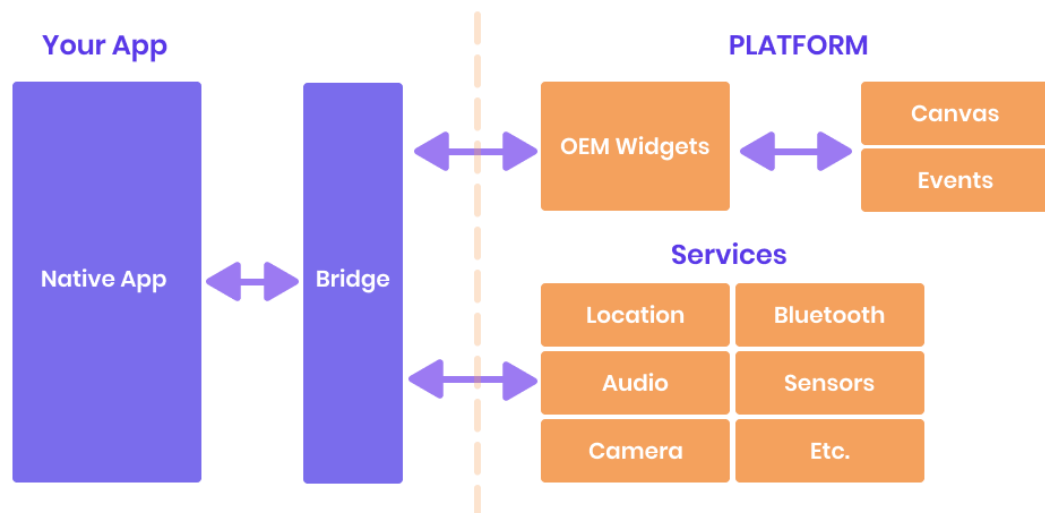 Your App
PLATFORM
Native App
Bridge
OEM Widgets
Canvas
Events
Services
Location
Bluetooth
Audio
Sensors
Camera
Etc.